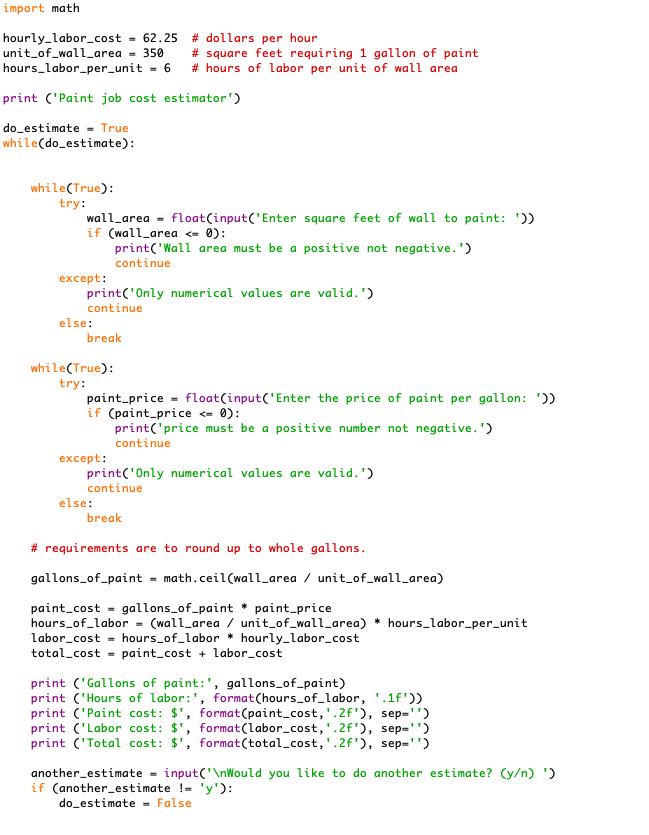 import math
hourly_labor_cost = 62.25  # dollars per hour
unit_of_wall_area = 350    # square feet requiring 1 gallon of paint
hours_labor_per_unit = 6   # hours of labor per unit of wall area
print ('Paint job cost estimator')
do_estimate = True
while(do_estimate):
    while(True):
        try:
            wall_area = float(input('Enter square feet of wall to paint: '))
            if (wall_area <= 0):
                print('Wall area must be a positive not negative.')
                continue
        except:
            print('Only numerical values are valid.')
            continue
        else:
            break
    while(True):
        try:
            paint_price = float(input('Enter the price of paint per gallon: '))
            if (paint_price <= 0):
                print('price must be a positive number not negative.')
                continue
        except:
            print('Only numerical values are valid.')
            continue
        else:
            break
    # requirements are to round up to whole gallons.
    gallons_of_paint = math.ceil(wall_area / unit_of_wall_area)
    paint_cost = gallons_of_paint * paint_price
    hours_of_labor = (wall_area / unit_of_wall_area) * hours_labor_per_unit
    labor_cost = hours_of_labor * hourly_labor_cost
    total_cost = paint_cost + labor_cost
    print ('Gallons of paint:', gallons_of_paint)
    print ('Hours of labor:', format(hours_of_labor, '.1f'))
    print ('Paint cost: $', format(paint_cost,'.2f'), sep='')
    print ('Labor cost: $', format(labor_cost,'.2f'), sep='')
    print ('Total cost: $', format(total_cost,'.2f'), sep='')
    another_estimate = input('\nWould you like to do another estimate? (y/n) ')
    if (another_estimate != 'y'):
        do_estimate = False